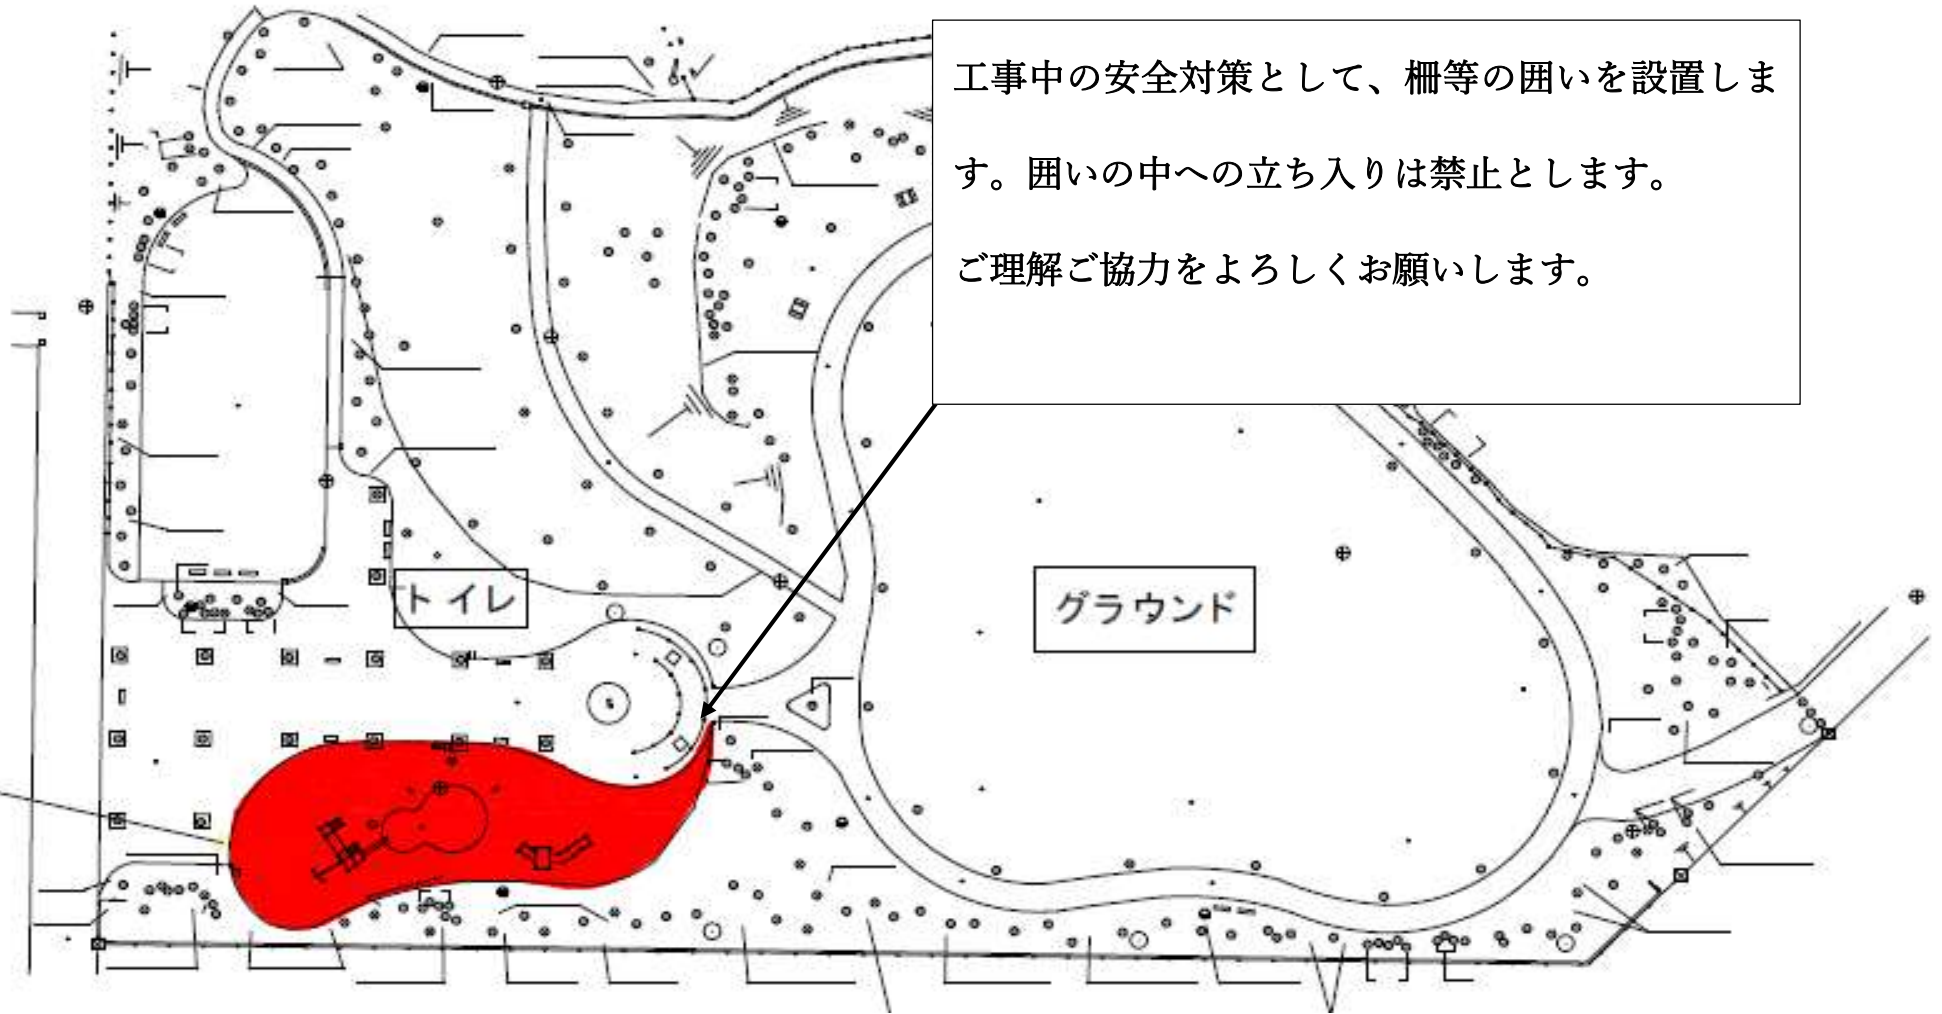 工事中の安全対策として、柵等の囲いを設置しま
す。囲いの中への立ち入りは禁止とします。
ご理解ご協力をよろしくお願いします。
トイレ
グラウンド